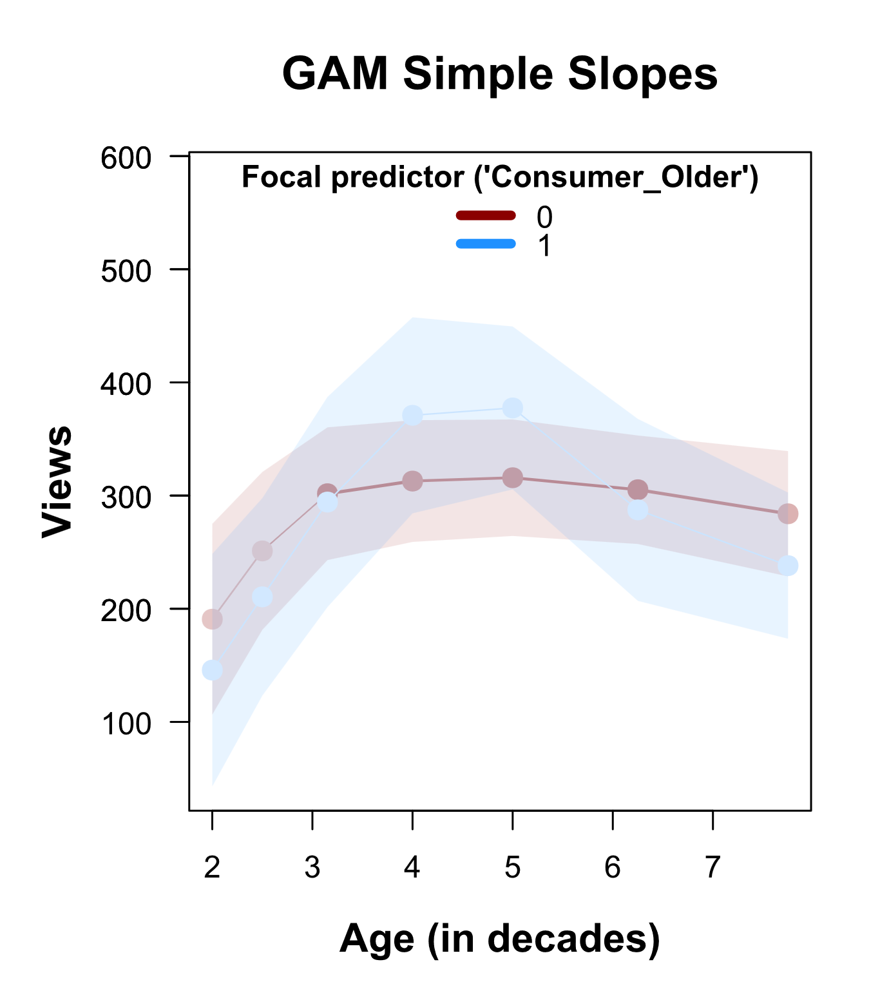 GAM Simple Slopes
Focal predictor ('Consumer_Older')
0
1
600
500
400
300
200
100
Views
2 3 4 5 6 7
Age (in decades)